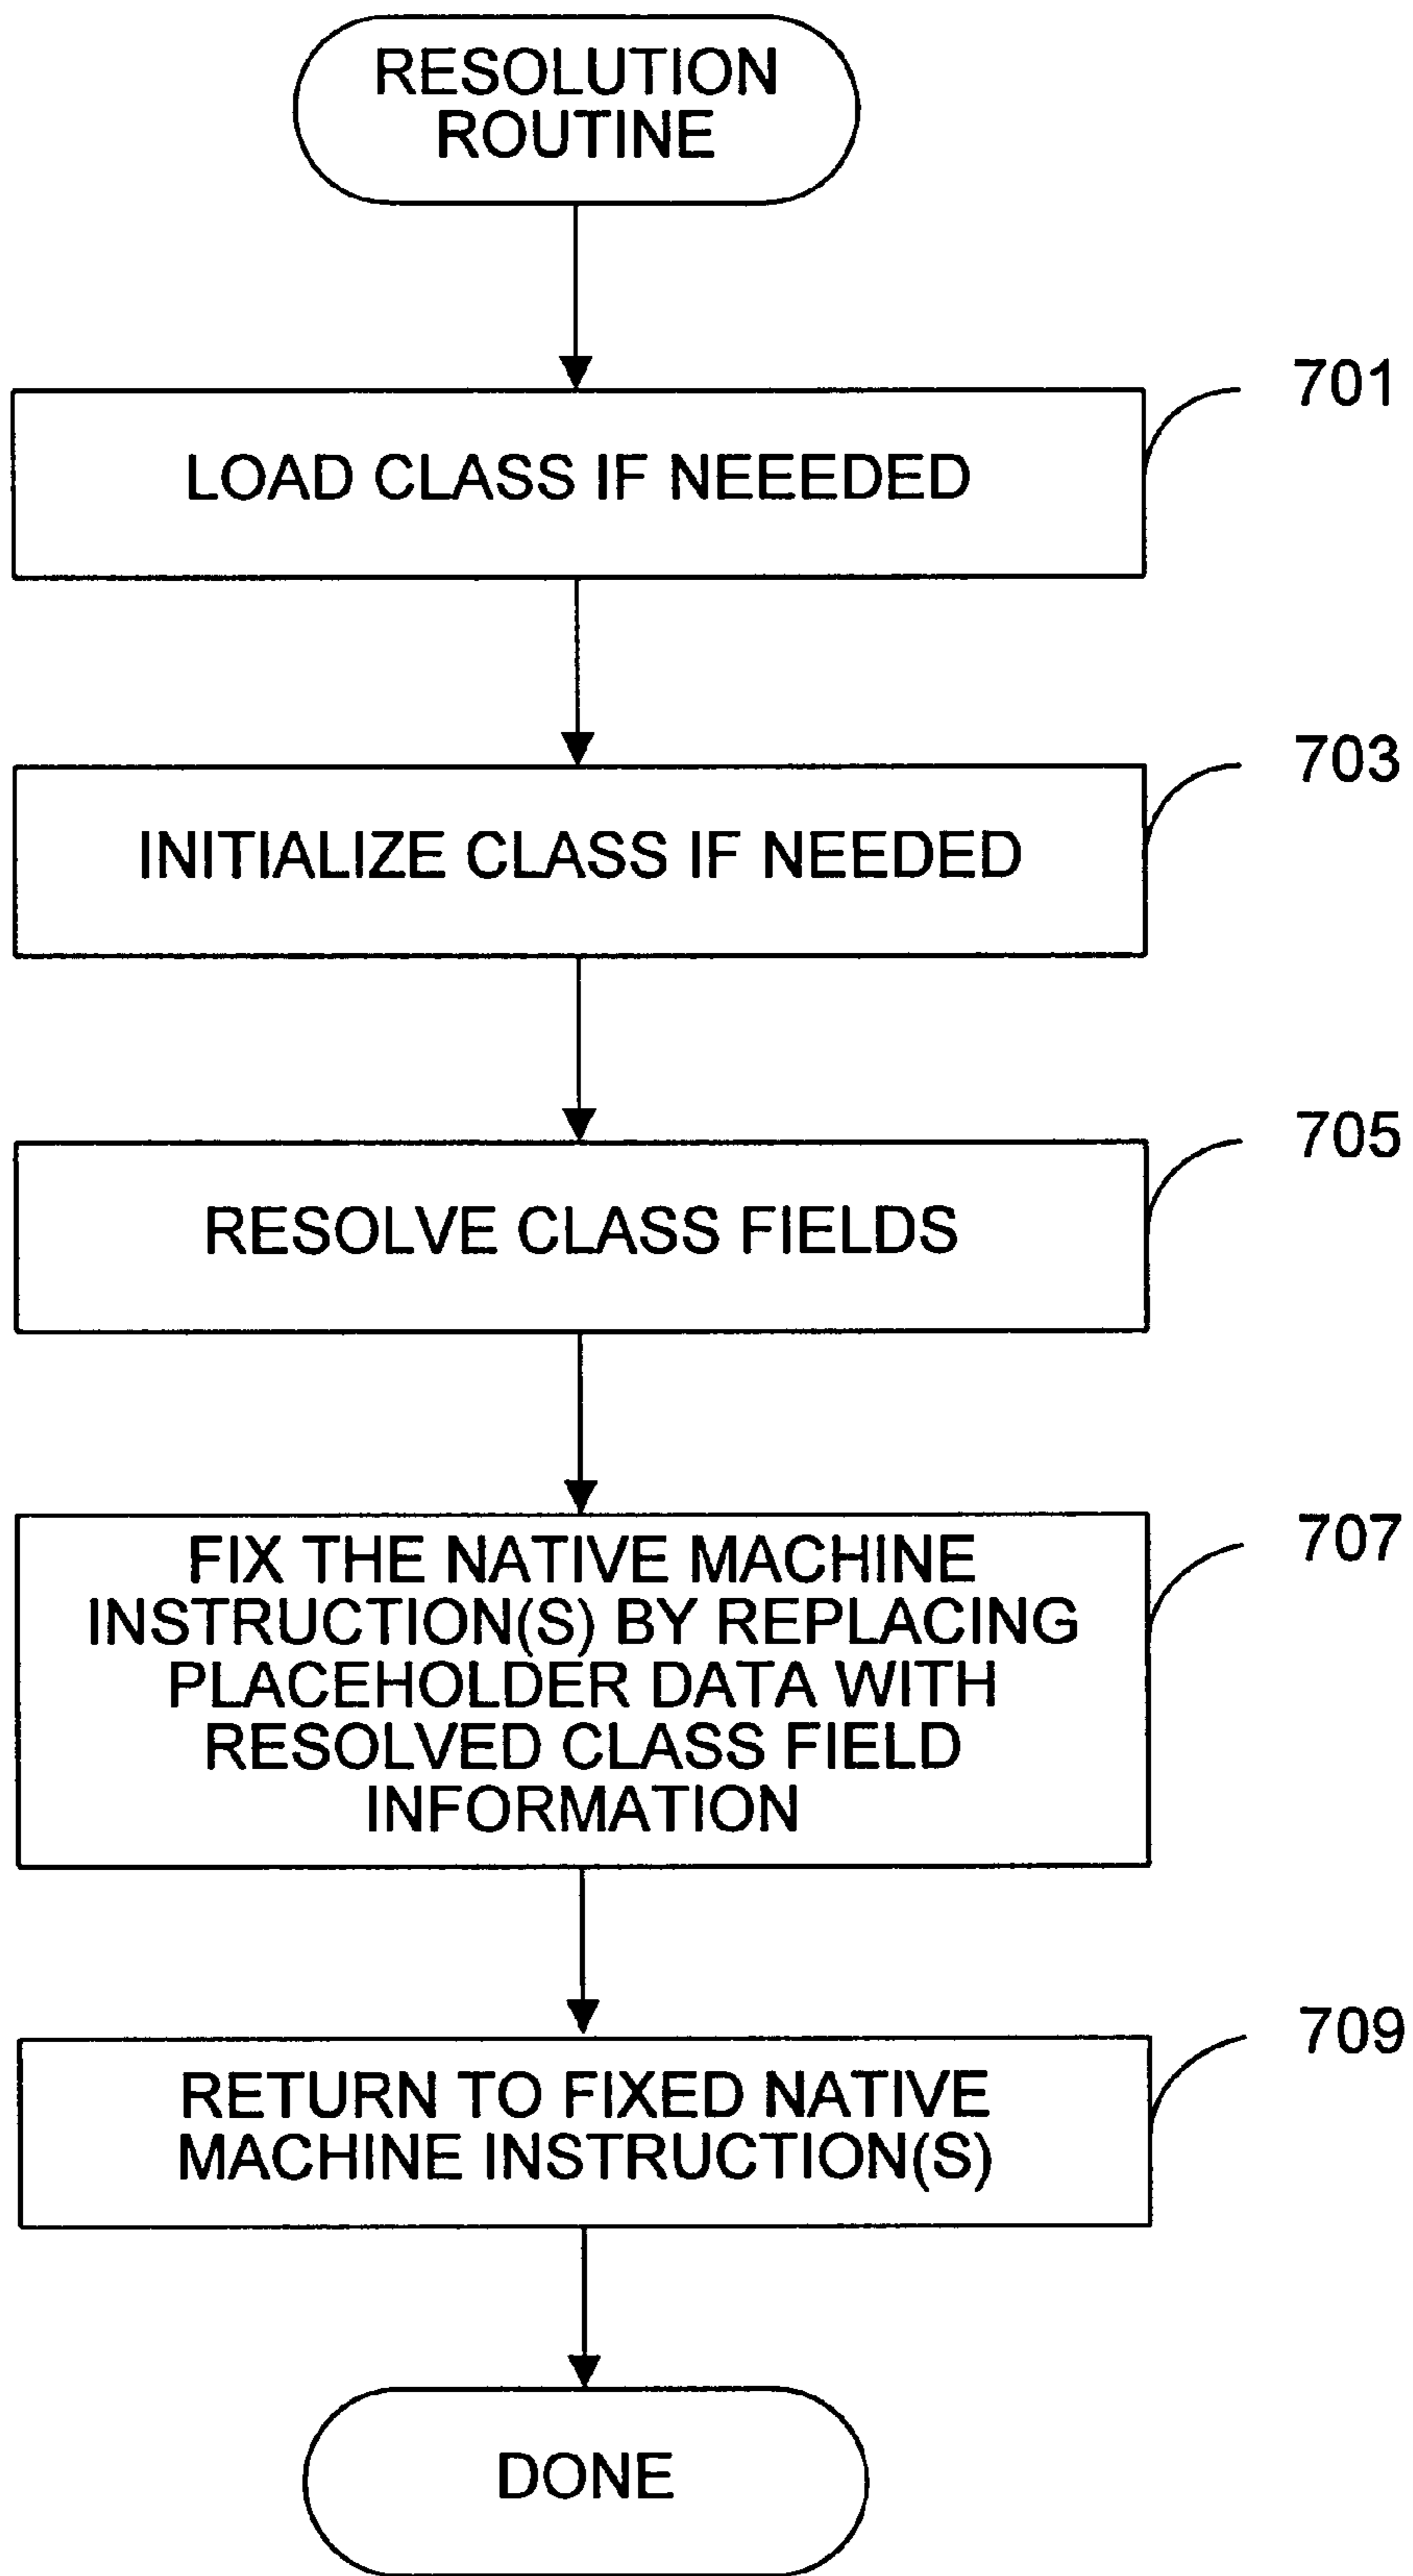 RESOLUTION
ROUTINE
701
LOAD CLASS IF NEEEDED
703
INITIALIZE CLASS IF NEEDED
705
RESOLVE CLASS FIELDS
707
FIX THE NATIVE MACHINE
INSTRUCTION(S) BY REPLACING
PLACEHOLDER DATA WITH
RESOLVED CLASS FIELD
INFORMATION
709
RETURN TO FIXED NATIVE
MACHINE INSTRUCTION(S)
DONE